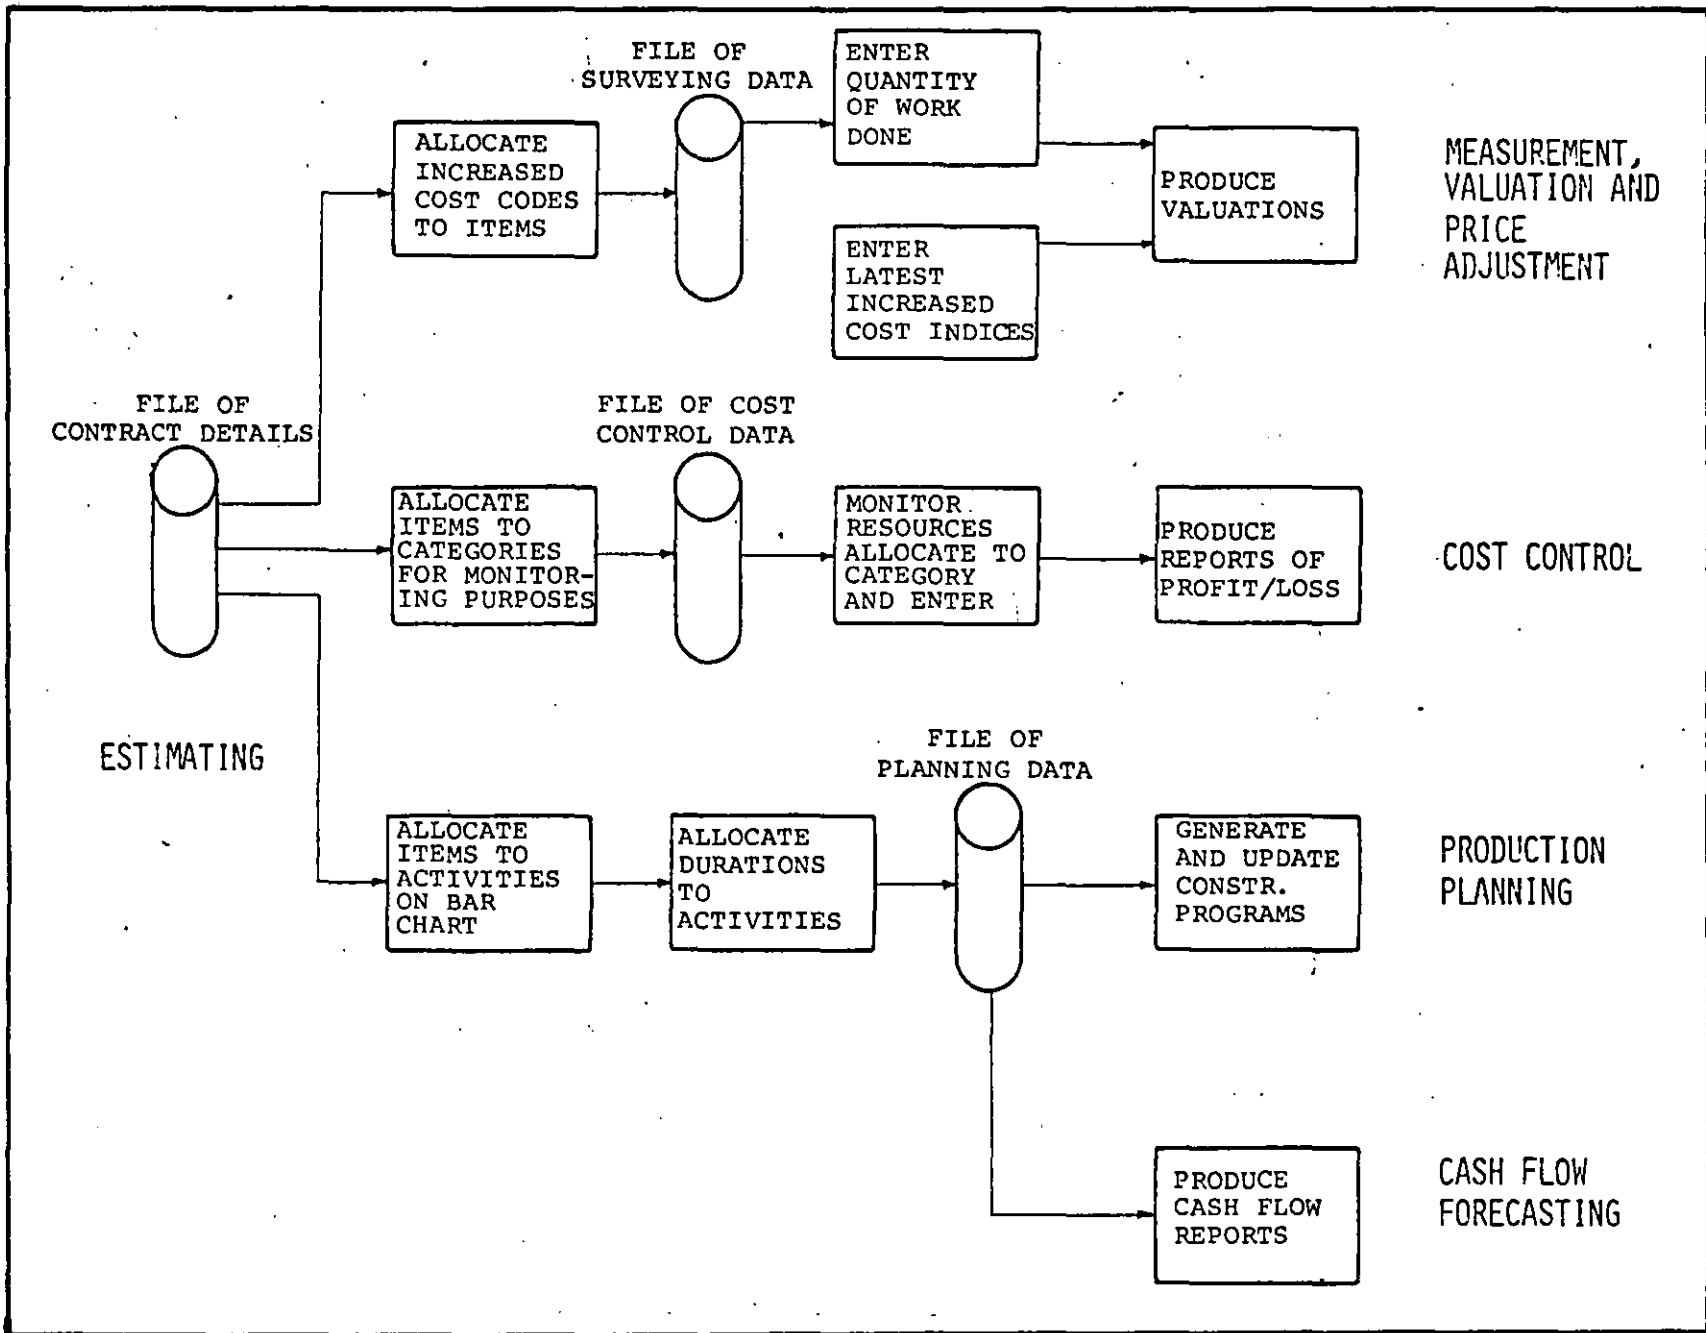 FILE OF
SURVEYING DATA
ALLOCATE
INCREASED
COST CODES
TO ITEMS
ENTER
QUANTITY
OF WORK
DONE
ENTER
LATEST
INCREASED
COST INDICES
PRODUCE
VALUATIONS
MEASUREMENT,
VALUATION AND
PRICE
ADJUSTMENT
FILE OF
CONTRACT DETAILS
FILE OF COST
CONTROL DATA
ALLOCATE
ITEMS TO
CATEGORIES
FOR MONITOR-
ING PURPOSES
MONITOR
RESOURCES
ALLOCATE TO
CATEGORY
AND ENTER
PRODUCE
REPORTS OF
PROFIT/LOSS
COST CONTROL
ESTIMATING
FILE OF
PLANNING DATA
ALLOCATE
ITEMS TO
ACTIVITIES
ON BAR
CHART
ALLOCATE
DURATIONS
TO
ACTIVITIES
GENERATE
AND UPDATE
CONSTR.
PROGRAMS
PRODUCTION
PLANNING
PRODUCE
CASH FLOW
REPORTS
CASH FLOW
FORECASTING